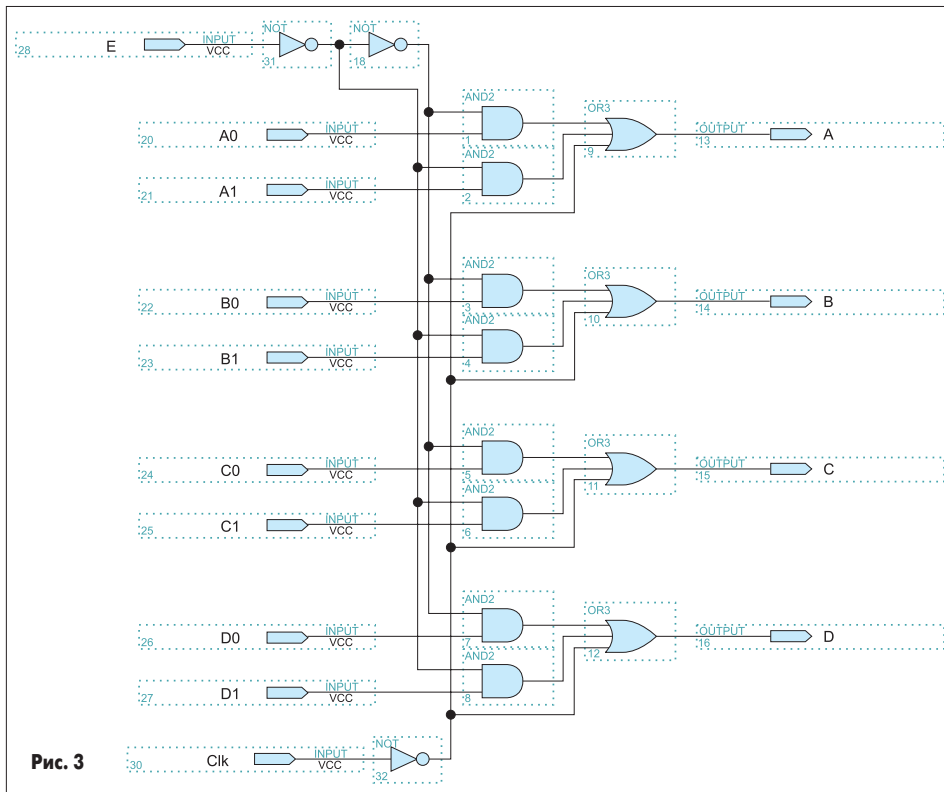 NOT
NOT
E
INPUT
VCC
28
31
18
AND2
OR3
20
A0
INPUT
VCC
1
9
OUTPUT
13
A
AND2
21
A1
INPUT
VCC
2
AND2
OR3
22
B0
INPUT
VCC
3
10
OUTPUT
14
B
AND2
23
B1
INPUT
VCC
4
AND2
OR3
24
C0
INPUT
VCC
5
11
OUTPUT
15
C
AND2
25
C1
INPUT
VCC
6
AND2
OR3
26
D0
INPUT
VCC
7
12
OUTPUT
16
D
AND2
27
D1
INPUT
VCC
8
NOT
30
Clk
INPUT
VCC
32
Рис. 3